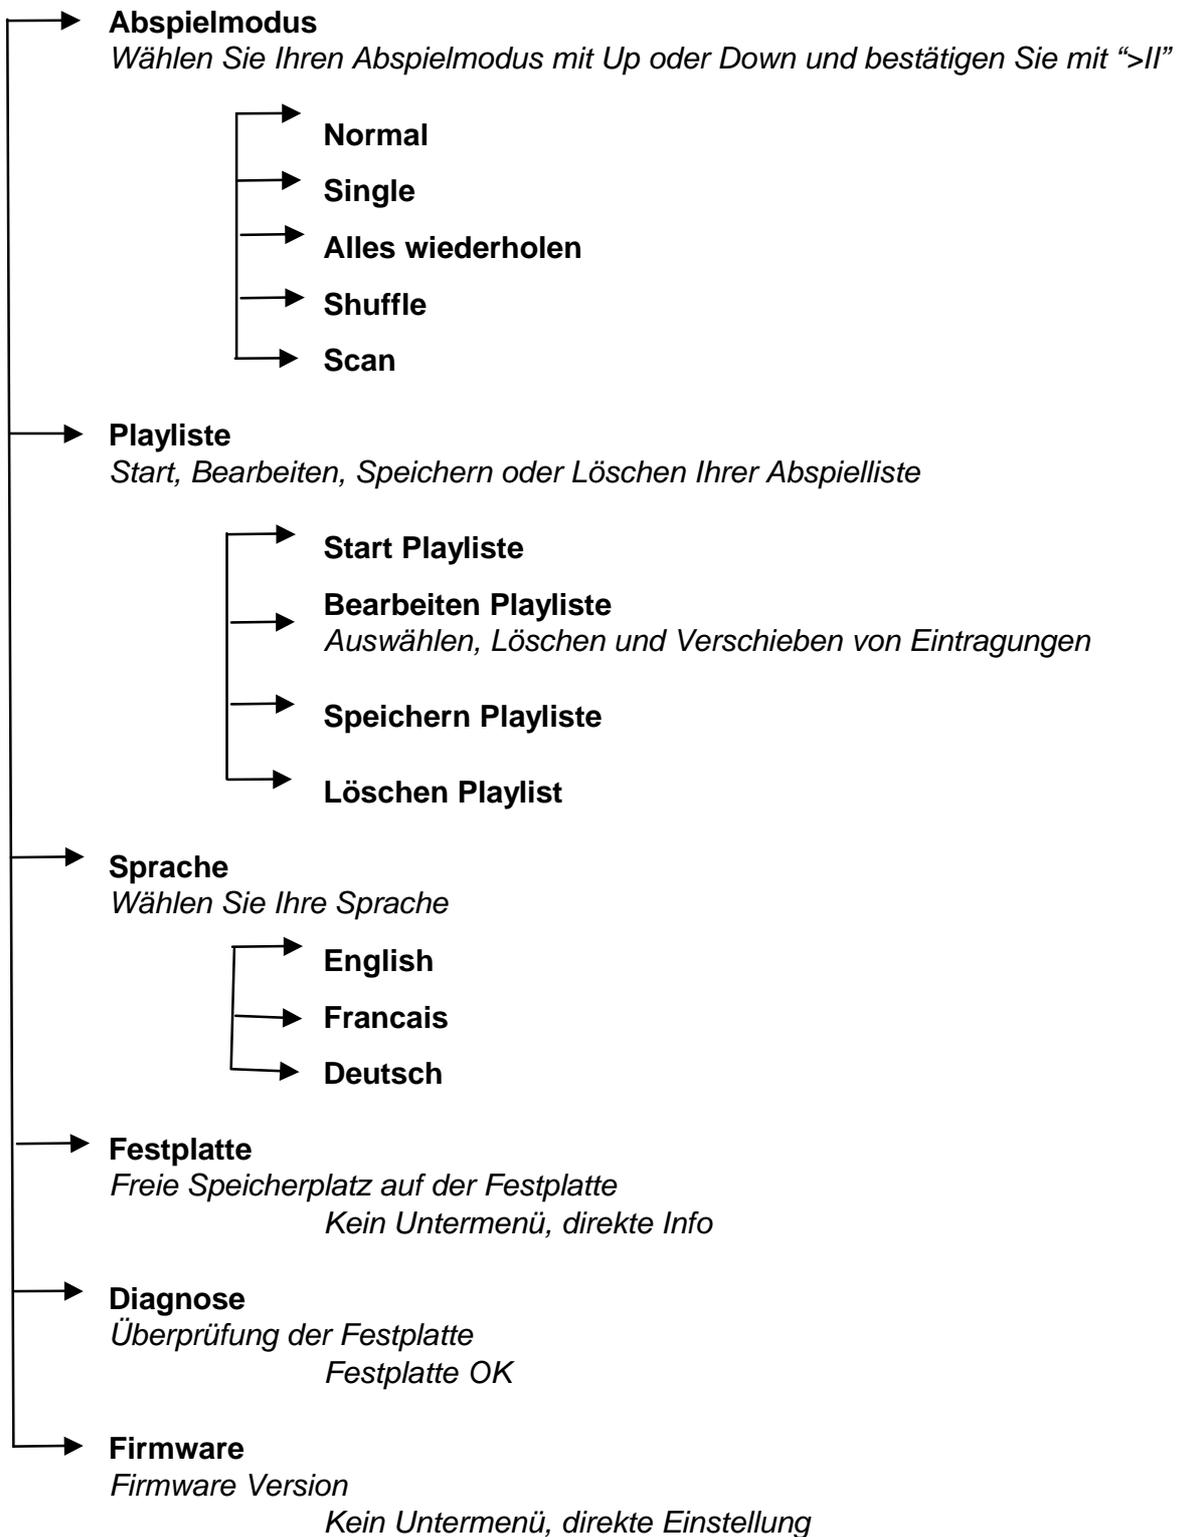 Abspielmodus
Wählen Sie Ihren Abspielmodus mit Up oder Down und bestätigen Sie mit “>II”
Normal
Single
Alles wiederholen
Shuffle
Scan
Playliste
Start, Bearbeiten, Speichern oder Löschen Ihrer Abspielliste
Start Playliste
Bearbeiten Playliste
Auswählen, Löschen und Verschieben von Eintragungen
Speichern Playliste
Löschen Playlist
Sprache
Wählen Sie Ihre Sprache
English
Francais
Deutsch
Festplatte
Freie Speicherplatz auf der Festplatte
Kein Untermenü, direkte Info
Diagnose
Überprüfung der Festplatte
Festplatte OK
Firmware
Firmware Version
Kein Untermenü, direkte Einstellung